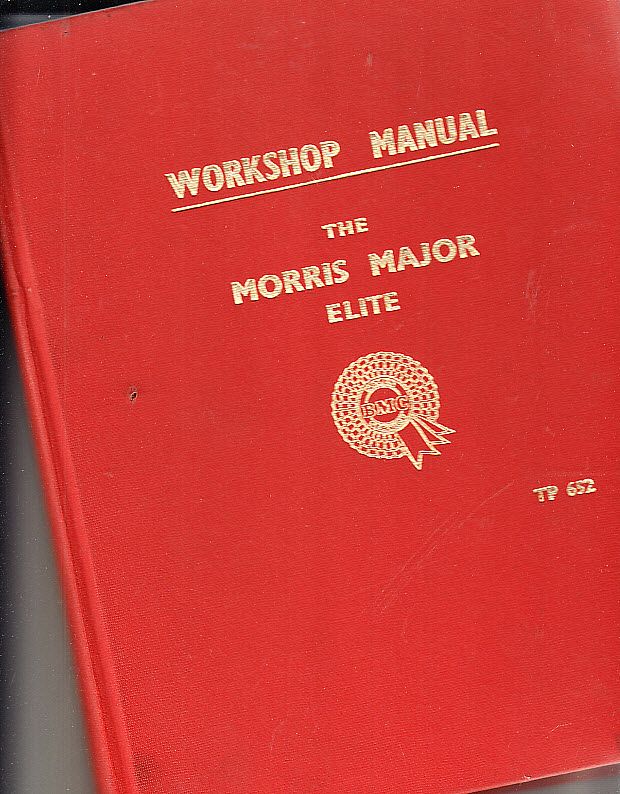 WORKSHOP MANUAL
THE
MORRIS MAJOR
ELITE
BMC
TP 652